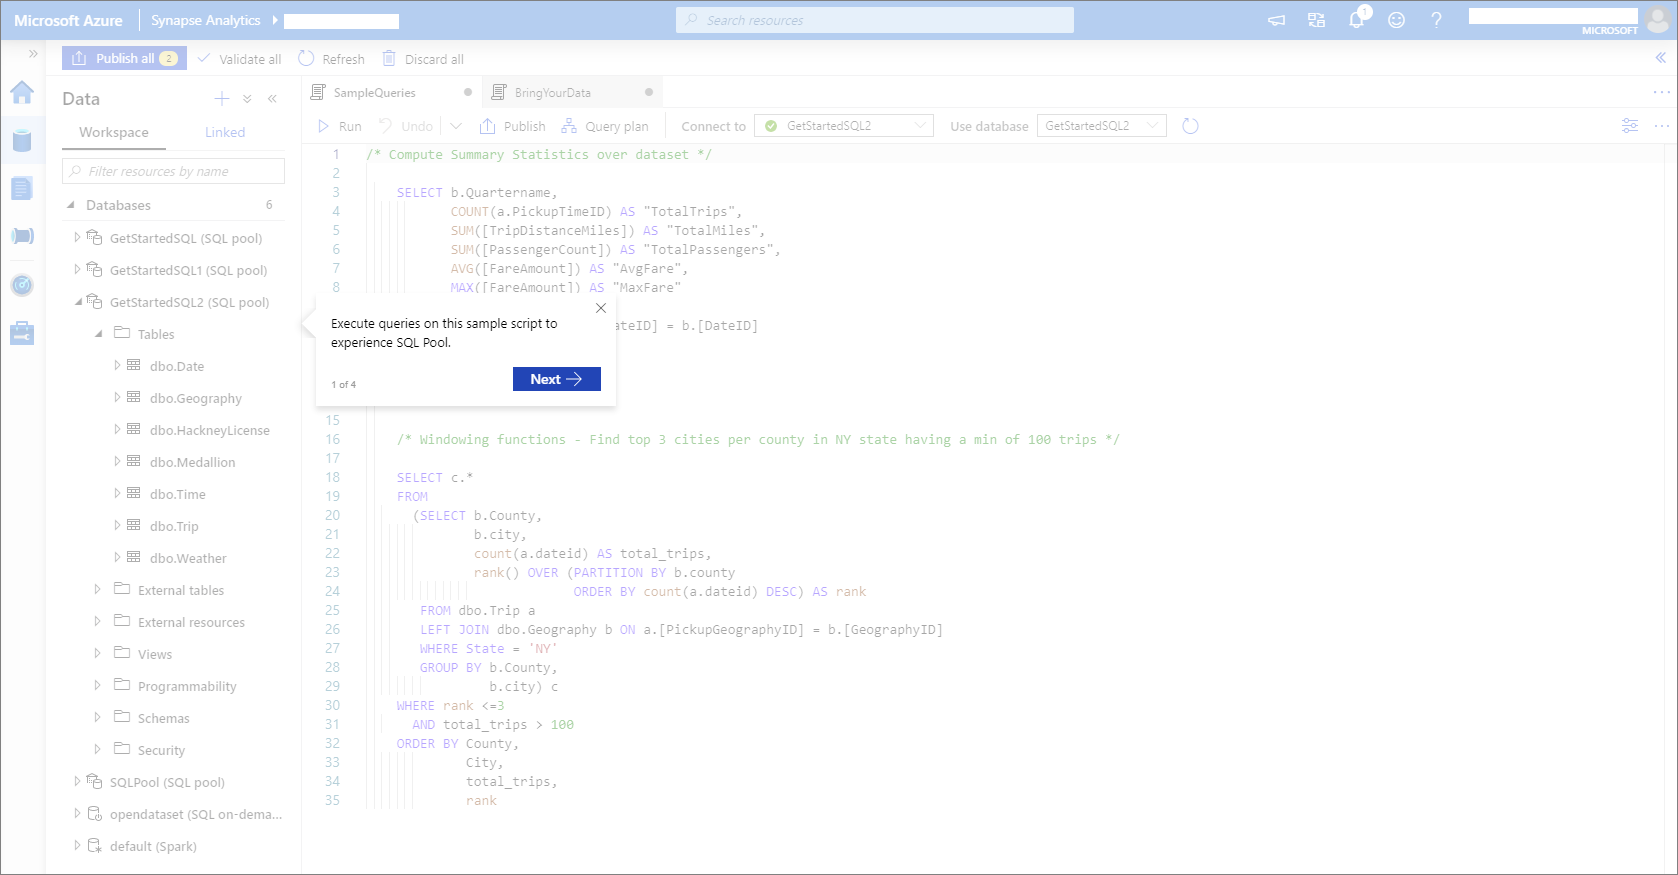 Microsoft Azure
Synapse Analytics
Search resources
1
?
MICROSOFT
Publish all 2
Validate all
Refresh
Discard all
Data
Workspace
Linked
Filter resources by name
Databases 6
GetStartedSQL (SQL pool)
GetStartedSQL1 (SQL pool)
GetStartedSQL2 (SQL pool)
Tables
dbo.Date
dbo.Geography
dbo.HackneyLicense
dbo.Medallion
dbo.Time
dbo.Trip
dbo.Weather
External tables
External resources
Views
Programmability
Schemas
Security
SQLPool (SQL pool)
opendataset (SQL on-dema...
default (Spark)
SampleQueries
BringYourData
Run
Undo
Publish
Query plan
Connect to
GetStartedSQL2
Use database
GetStartedSQL2
1 /* Compute Summary Statistics over dataset */
2
3 SELECT b.Quartername,
4 COUNT(a.PickupTimeID) AS "TotalTrips",
5 SUM([TripDistanceMiles]) AS "TotalMiles",
6 SUM([PassengerCount]) AS "TotalPassengers",
7 AVG([FareAmount]) AS "AvgFare",
8 MAX([FareAmount]) AS "MaxFare"
ateID] = b.[DateID]
Execute queries on this sample script to
experience SQL Pool.
1 of 4
Next
15
16 /* Windowing functions - Find top 3 cities per county in NY state having a min of 100 trips */
17
18 SELECT c.*
19 FROM
20 (SELECT b.County,
21 b.city,
22 count(a.dateid) AS total_trips,
23 rank() OVER (PARTITION BY b.county
24 ORDER BY count(a.dateid) DESC) AS rank
25 FROM dbo.Trip a
26 LEFT JOIN dbo.Geography b ON a.[PickupGeographyID] = b.[GeographyID]
27 WHERE State = 'NY'
28 GROUP BY b.County,
29 b.city) c
30 WHERE rank <=3
31 AND total_trips > 100
32 ORDER BY County,
33 City,
34 total_trips,
35 rank